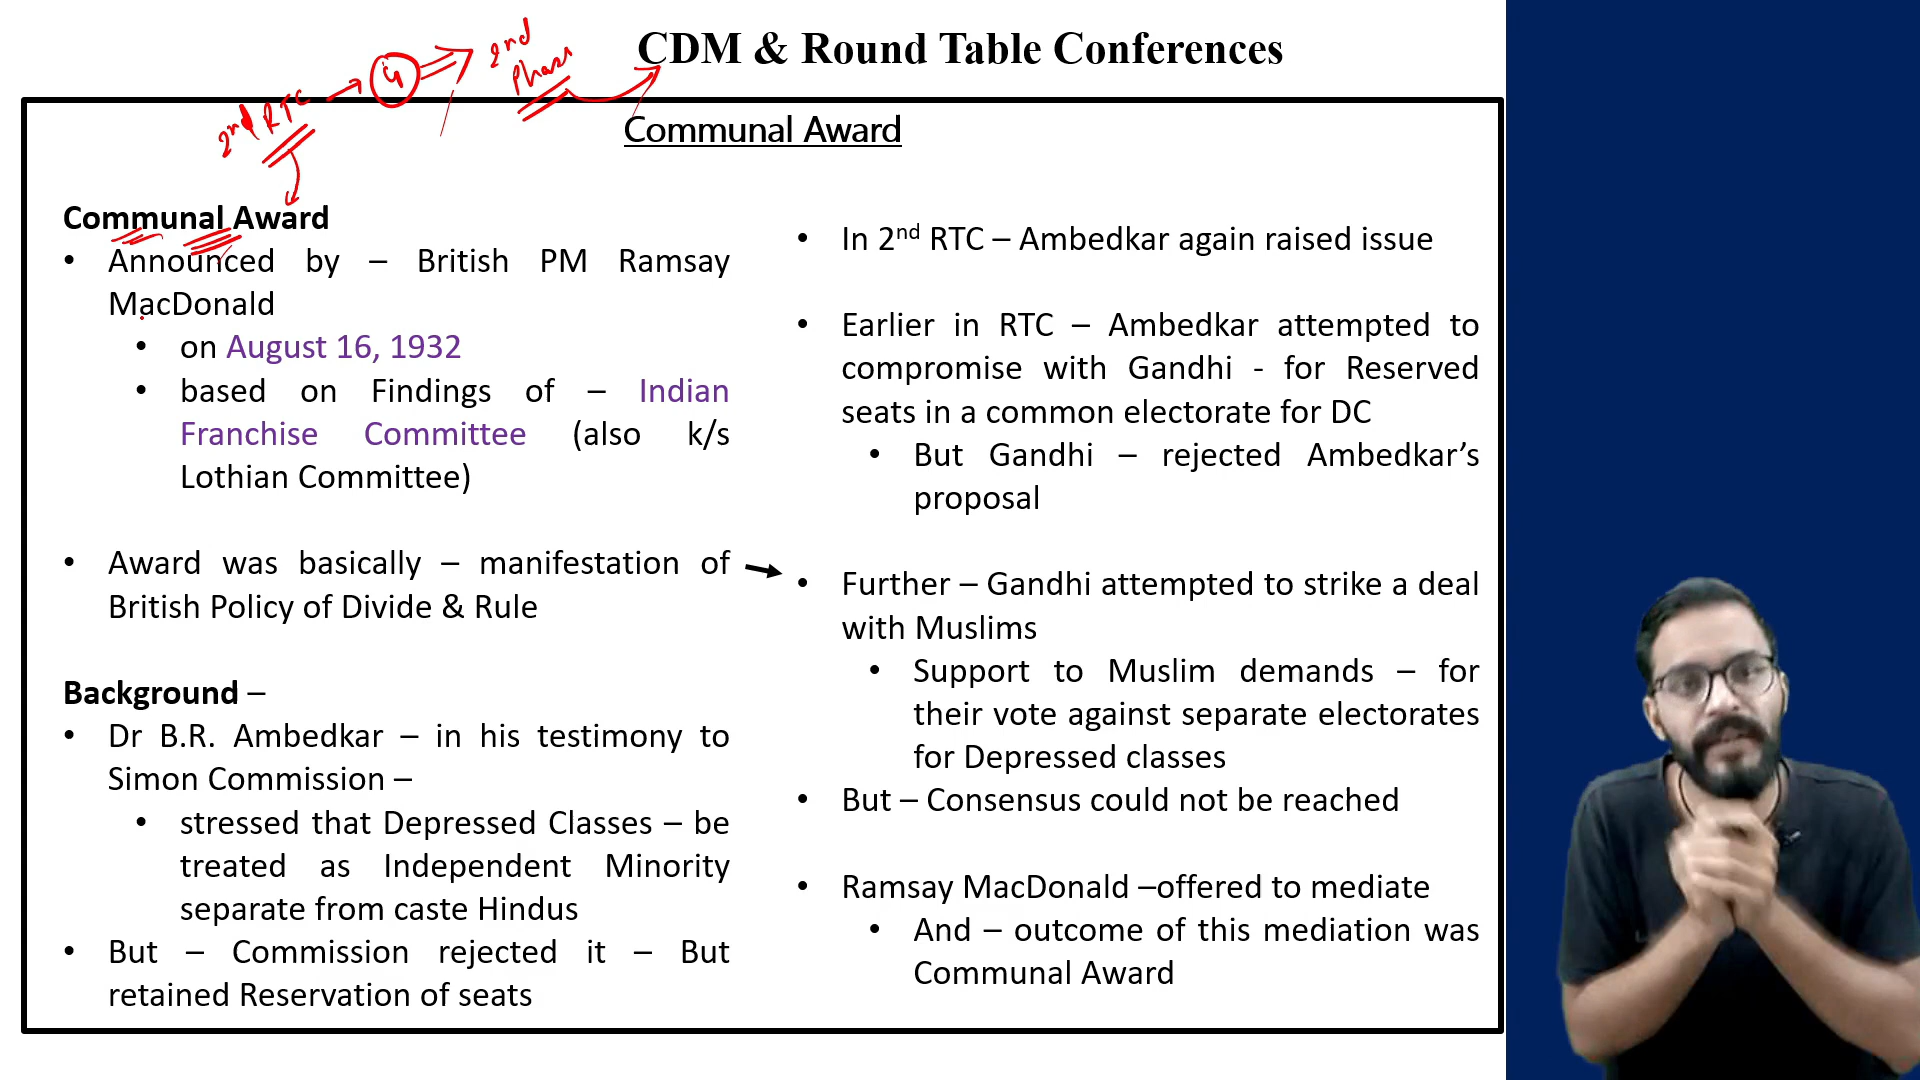 CDM & Round Table Conferences
2nd RTC
G
2nd
Phase
Communal Award
Communal Award
• Announced by – British PM Ramsay
MacDonald
• on August 16, 1932
• based on Findings of – Indian
Franchise Committee (also k/s
Lothian Committee)
• Award was basically – manifestation of
British Policy of Divide & Rule
Background –
• Dr B.R. Ambedkar – in his testimony to
Simon Commission –
• stressed that Depressed Classes – be
treated as Independent Minority
separate from caste Hindus
• But – Commission rejected it – But
retained Reservation of seats
• In 2nd RTC – Ambedkar again raised issue
• Earlier in RTC – Ambedkar attempted to
compromise with Gandhi - for Reserved
seats in a common electorate for DC
• But Gandhi – rejected Ambedkar’s
proposal
• Further – Gandhi attempted to strike a deal
with Muslims
• Support to Muslim demands – for
their vote against separate electorates
for Depressed classes
• But – Consensus could not be reached
• Ramsay MacDonald –offered to mediate
• And – outcome of this mediation was
Communal Award